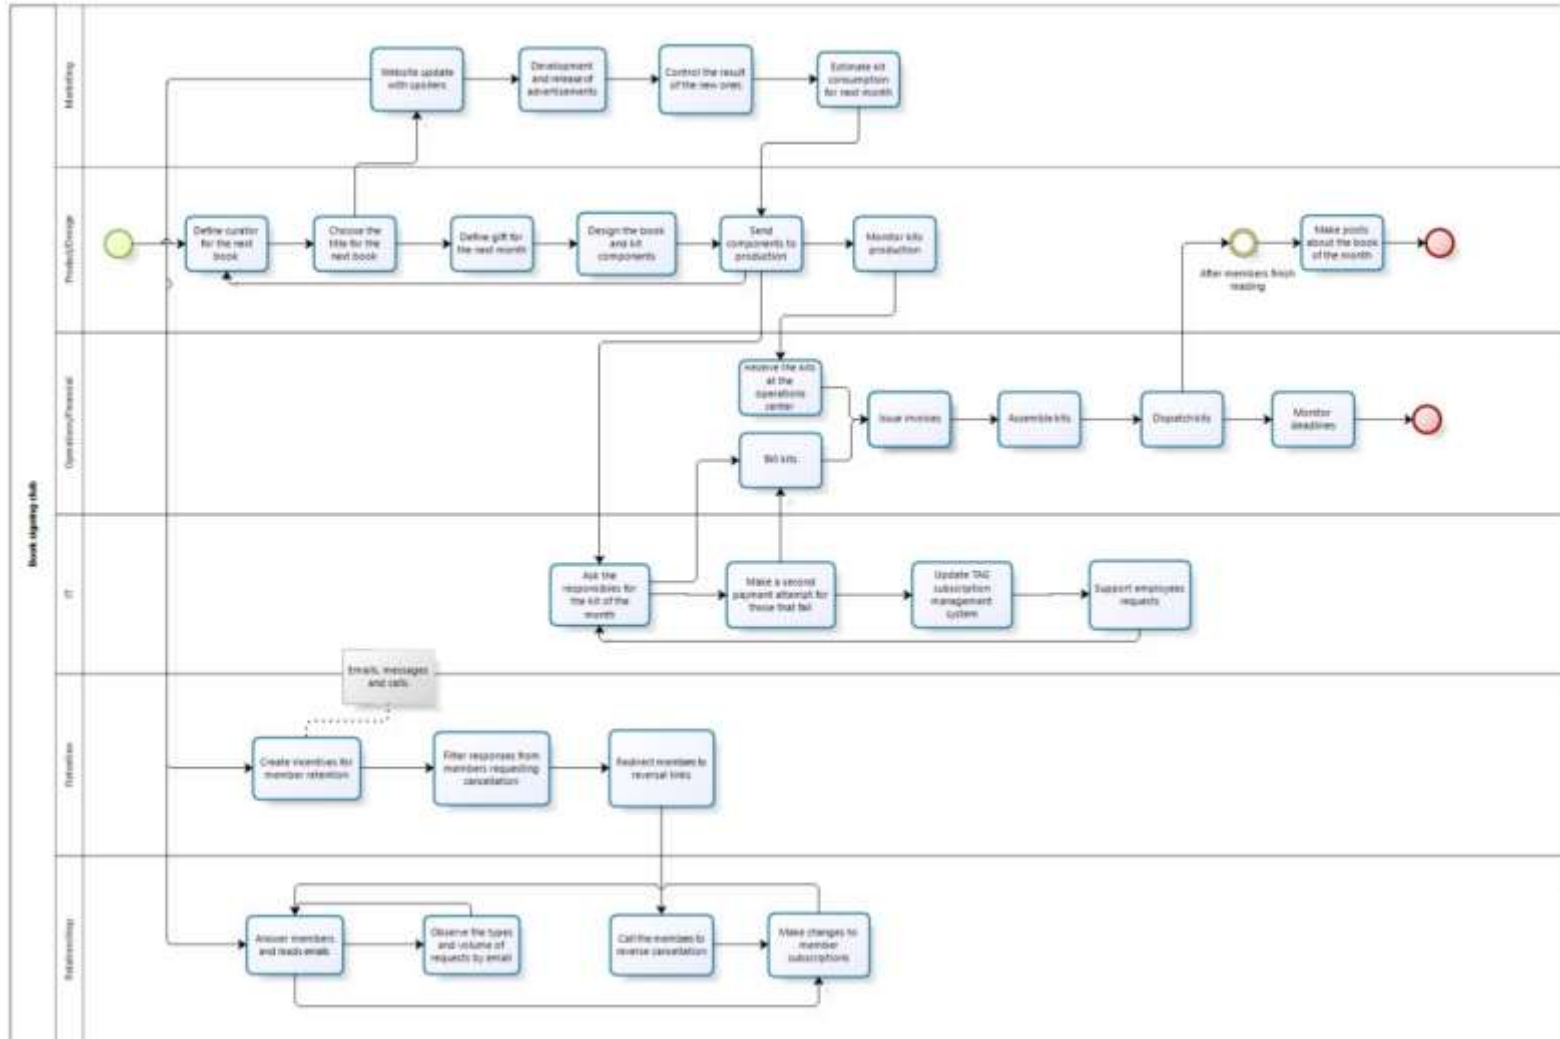 Book signing club
Marketing
Website update
with spoilers
Development
and release of
advertisements
Control the result
of the new ones
Estimate kit
consumption
for next month
Product/Design
Define curator
for the next
book
Choose the
title for the
next book
Define gift for
the next month
Design the book
and kit
components
Send
components to
production
Monitor kits
production
After members finish
reading
Make posts
about the book
of the month
Operations/Financial
Receive the kits
at the
operations
center
Bill kits
Issue invoices
Assemble kits
Dispatch kits
Monitor
deadlines
IT
Ask the
responsibles for
the kit of the
month
Make a second
payment attempt for
those that fail
Update TAG
subscription
management
system
Support employees
requests
Retention
Emails, messages
and calls
Create incentives for
member retention
Filter responses from
members requesting
cancellation
Redirect members to
reversal lines
Relationship
Answer members
and leads emails
Observe the types
and volume of
requests by email
Call the members to
reverse cancellation
Make changes to
member
subscriptions